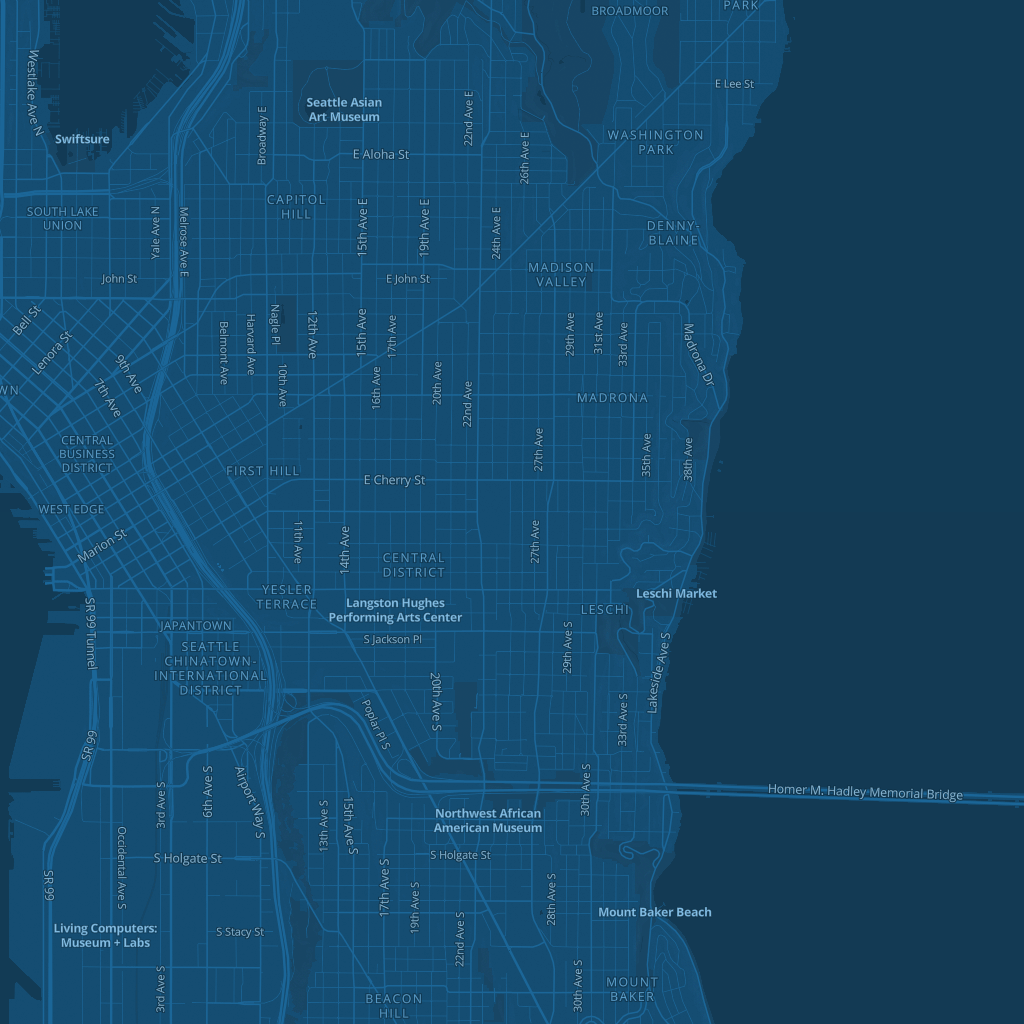 BROADMOOR
PARK
E Lee St
Westlake Ave N
Seattle Asian
Art Museum
Swiftsure
Broadway E
22nd Ave E
26th Ave E
WASHINGTON
PARK
E Aloha St
CAPITOL
HILL
SOUTH LAKE
UNION
Yale Ave N
Melrose Ave E
15th Ave E
19th Ave E
24th Ave E
DENNY-
BLAINE
MADISON
VALLEY
John St
E John St
Bell St
Lenora St
Belmont Ave
Harvard Ave
Nagle Pl
12th Ave
15th Ave
17th Ave
29th Ave
31st Ave
33rd Ave
Madrona Dr
9th Ave
7th Ave
10th Ave
16th Ave
20th Ave
22nd Ave
WN
MADRONA
CENTRAL
BUSINESS
DISTRICT
FIRST HILL
27th Ave
35th Ave
38th Ave
E Cherry St
WEST EDGE
Marion St
11th Ave
14th Ave
27th Ave
CENTRAL
DISTRICT
YESLER
TERRACE
Langston Hughes
Performing Arts Center
Leschi Market
LESCHI
SR 99 Tunnel
JAPANTOWN
S Jackson Pl
29th Ave S
SEATTLE
CHINATOWN-
INTERNATIONAL
DISTRICT
Lakeside Ave S
20th Ave S
33rd Ave S
Poplar Pl S
SR 99
3rd Ave S
6th Ave S
Airport Way S
30th Ave S
Homer M. Hadley Memorial Bridge
13th Ave S
15th Ave S
Northwest African
American Museum
Occidental Ave S
S Holgate St
S Holgate St
SR 99
17th Ave S
19th Ave S
28th Ave S
Mount Baker Beach
Living Computers:
Museum + Labs
S Stacy St
22nd Ave S
3rd Ave S
30th Ave S
MOUNT
BAKER
BEACON
HILL